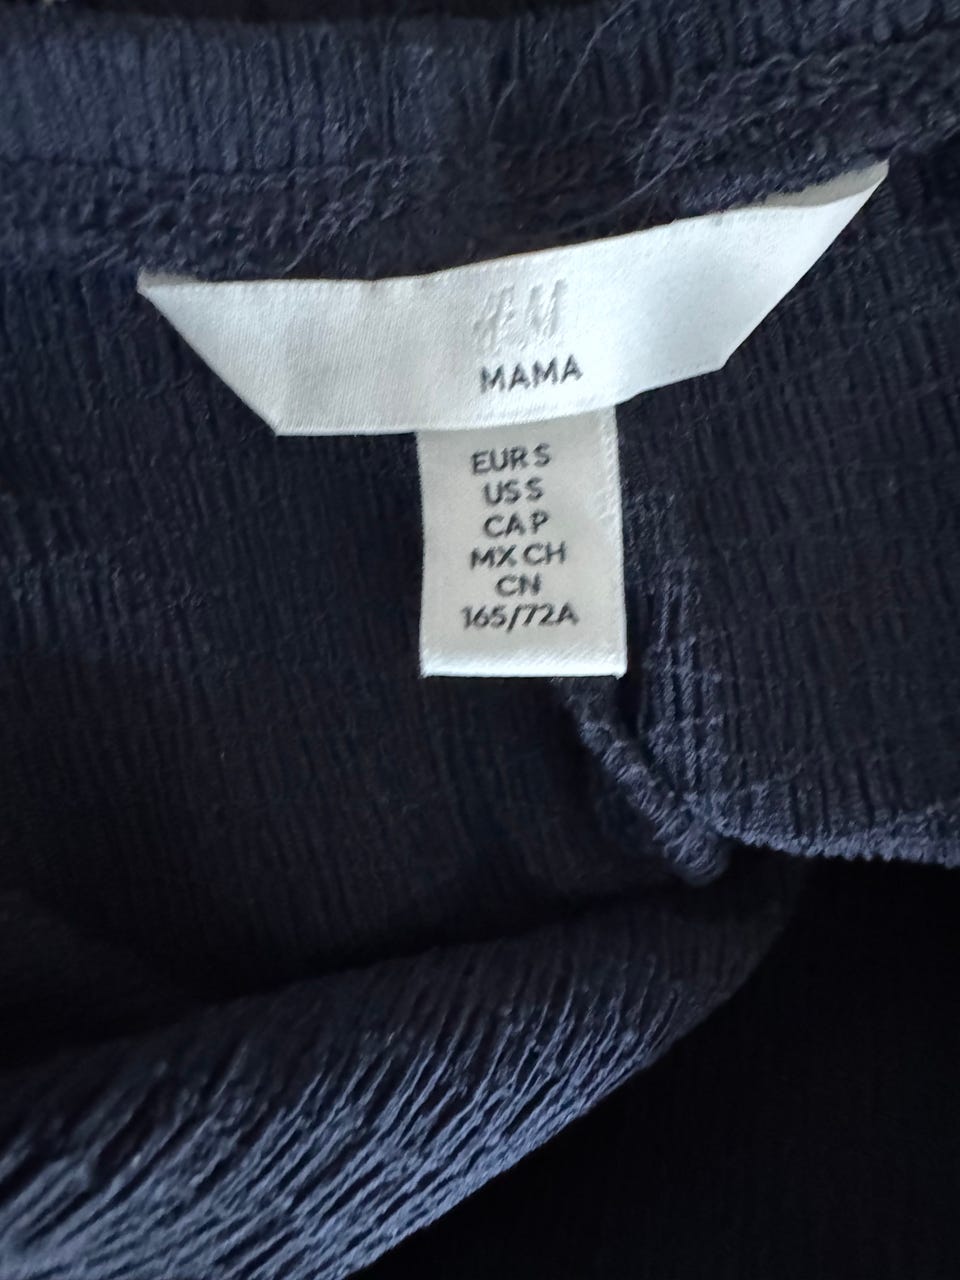 H&M
MAMA
EUR S
US S
CA P
MX CH
CN
165/72A